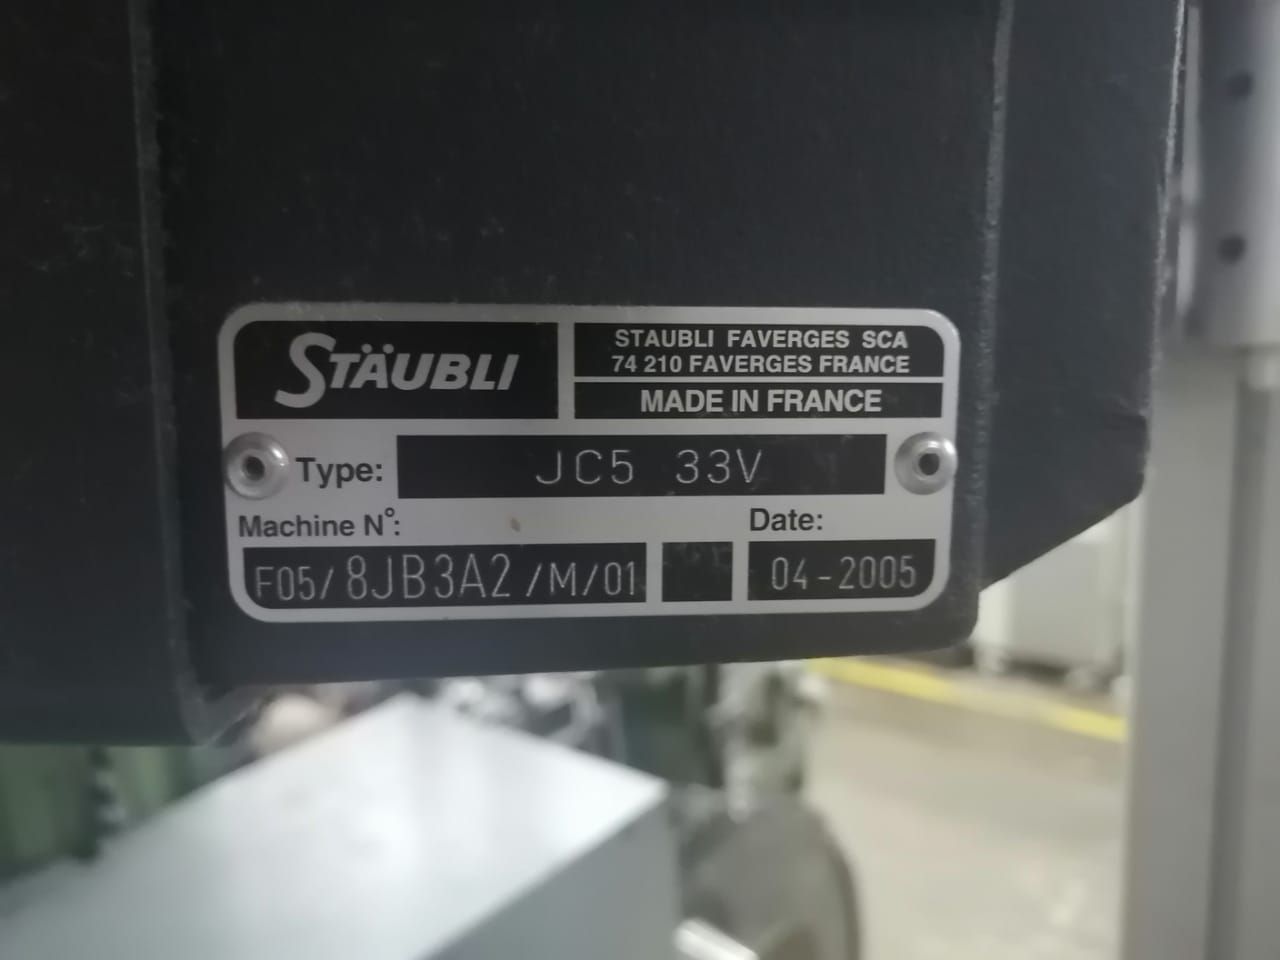 STÄUBLI
STAUBLI FAVERGES SCA
74 210 FAVERGES FRANCE
MADE IN FRANCE
Type: JC5 33V
Machine N°:
Date:
F05/8JB3A2/M/01
04-2005